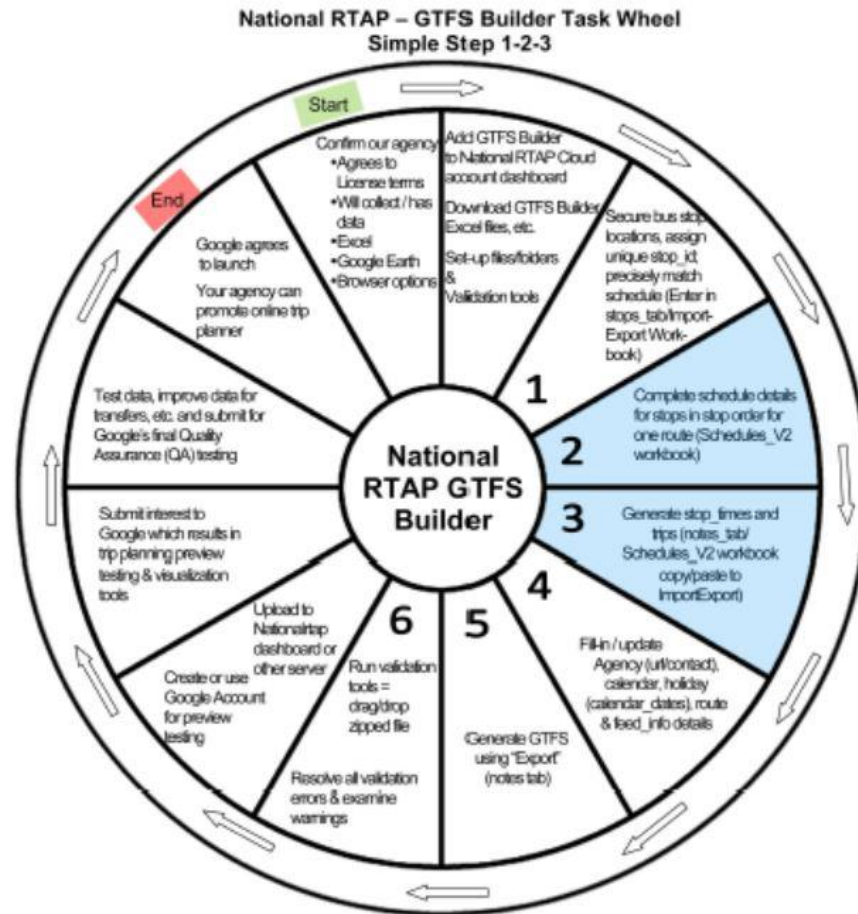 National RTAP – GTFS Builder Task Wheel
Simple Step 1-2-3
Start
End
Confirm our agency
•Agrees to
License terms
•Will collect / has
data
•Excel
•Google Earth
•Browser options
Add GTFS Builder
to National RTAP Cloud
account dashboard
Download GTFS Builder
Excel files, etc.
Set-up files/folders
&
Validation tools
Secure bus stop
locations, assign
unique stop_id;
precisely match
schedule (Enter in
stops_tab/Import-
Export Work-
book)
1
Complete schedule details
for stops in stop order for
one route (Schedules_V2
workbook)
2
Generate stop_times and
trips (notes_tab/
Schedules_V2 workbook
copy/paste to
ImportExport)
3
Fill-in / update
Agency (url/contact),
calendar, holiday
(calendar_dates), route
& feed_info details
4
Generate GTFS
using "Export"
(notes tab)
5
6
Run validation
tools =
drag/drop
zipped file
Resolve all validation
errors & examine
warnings
Upload to
Nationalrtap
dashboard or
other server
Create or use
Google Account
for preview
testing
Submit interest to
Google which results in
trip planning preview
testing & visualization
tools
Test data, improve data for
transfers, etc. and submit for
Google's final Quality
Assurance (QA) testing
Google agrees
to launch
Your agency can
promote online trip
planner
National
RTAP GTFS
Builder